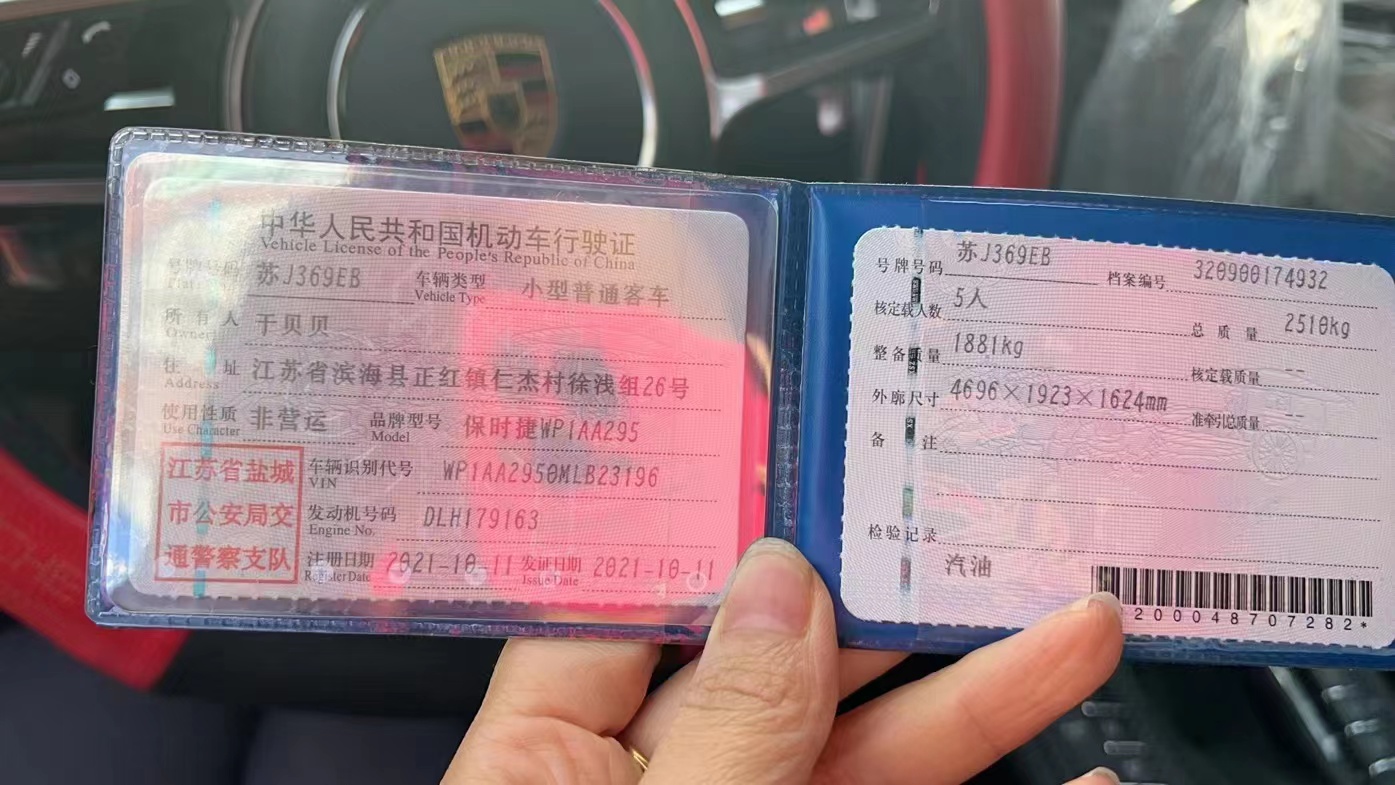 中华人民共和国机动车行驶证
Vehicle License of the People's Republic of China
号牌号码 苏J369EB 车辆类型 小型普通客车
Plate Vehicle Type
所有人 于贝贝
Owner
住址 江苏省滨海县正红镇仁杰村徐浅组26号
Address
使用性质 非营运 品牌型号 保时捷WP1AA295
Use Character Model
江苏省盐城
市公安局交
通警察支队
车辆识别代号 WP1AA2950MLB23196
VIN
发动机号码 DLH179163
Engine No.
注册日期 2021-10-11 发证日期 2021-10-11
Register Date Issue Date
号牌号码 苏J369EB 档案编号 320900174932
核定载人数 5人 总质量 2510kg
整备质量 1881kg 核定载质量 --
外廓尺寸 4696×1923×1624mm 准牵引总质量 --
备注
检验记录
汽油
200048707282*